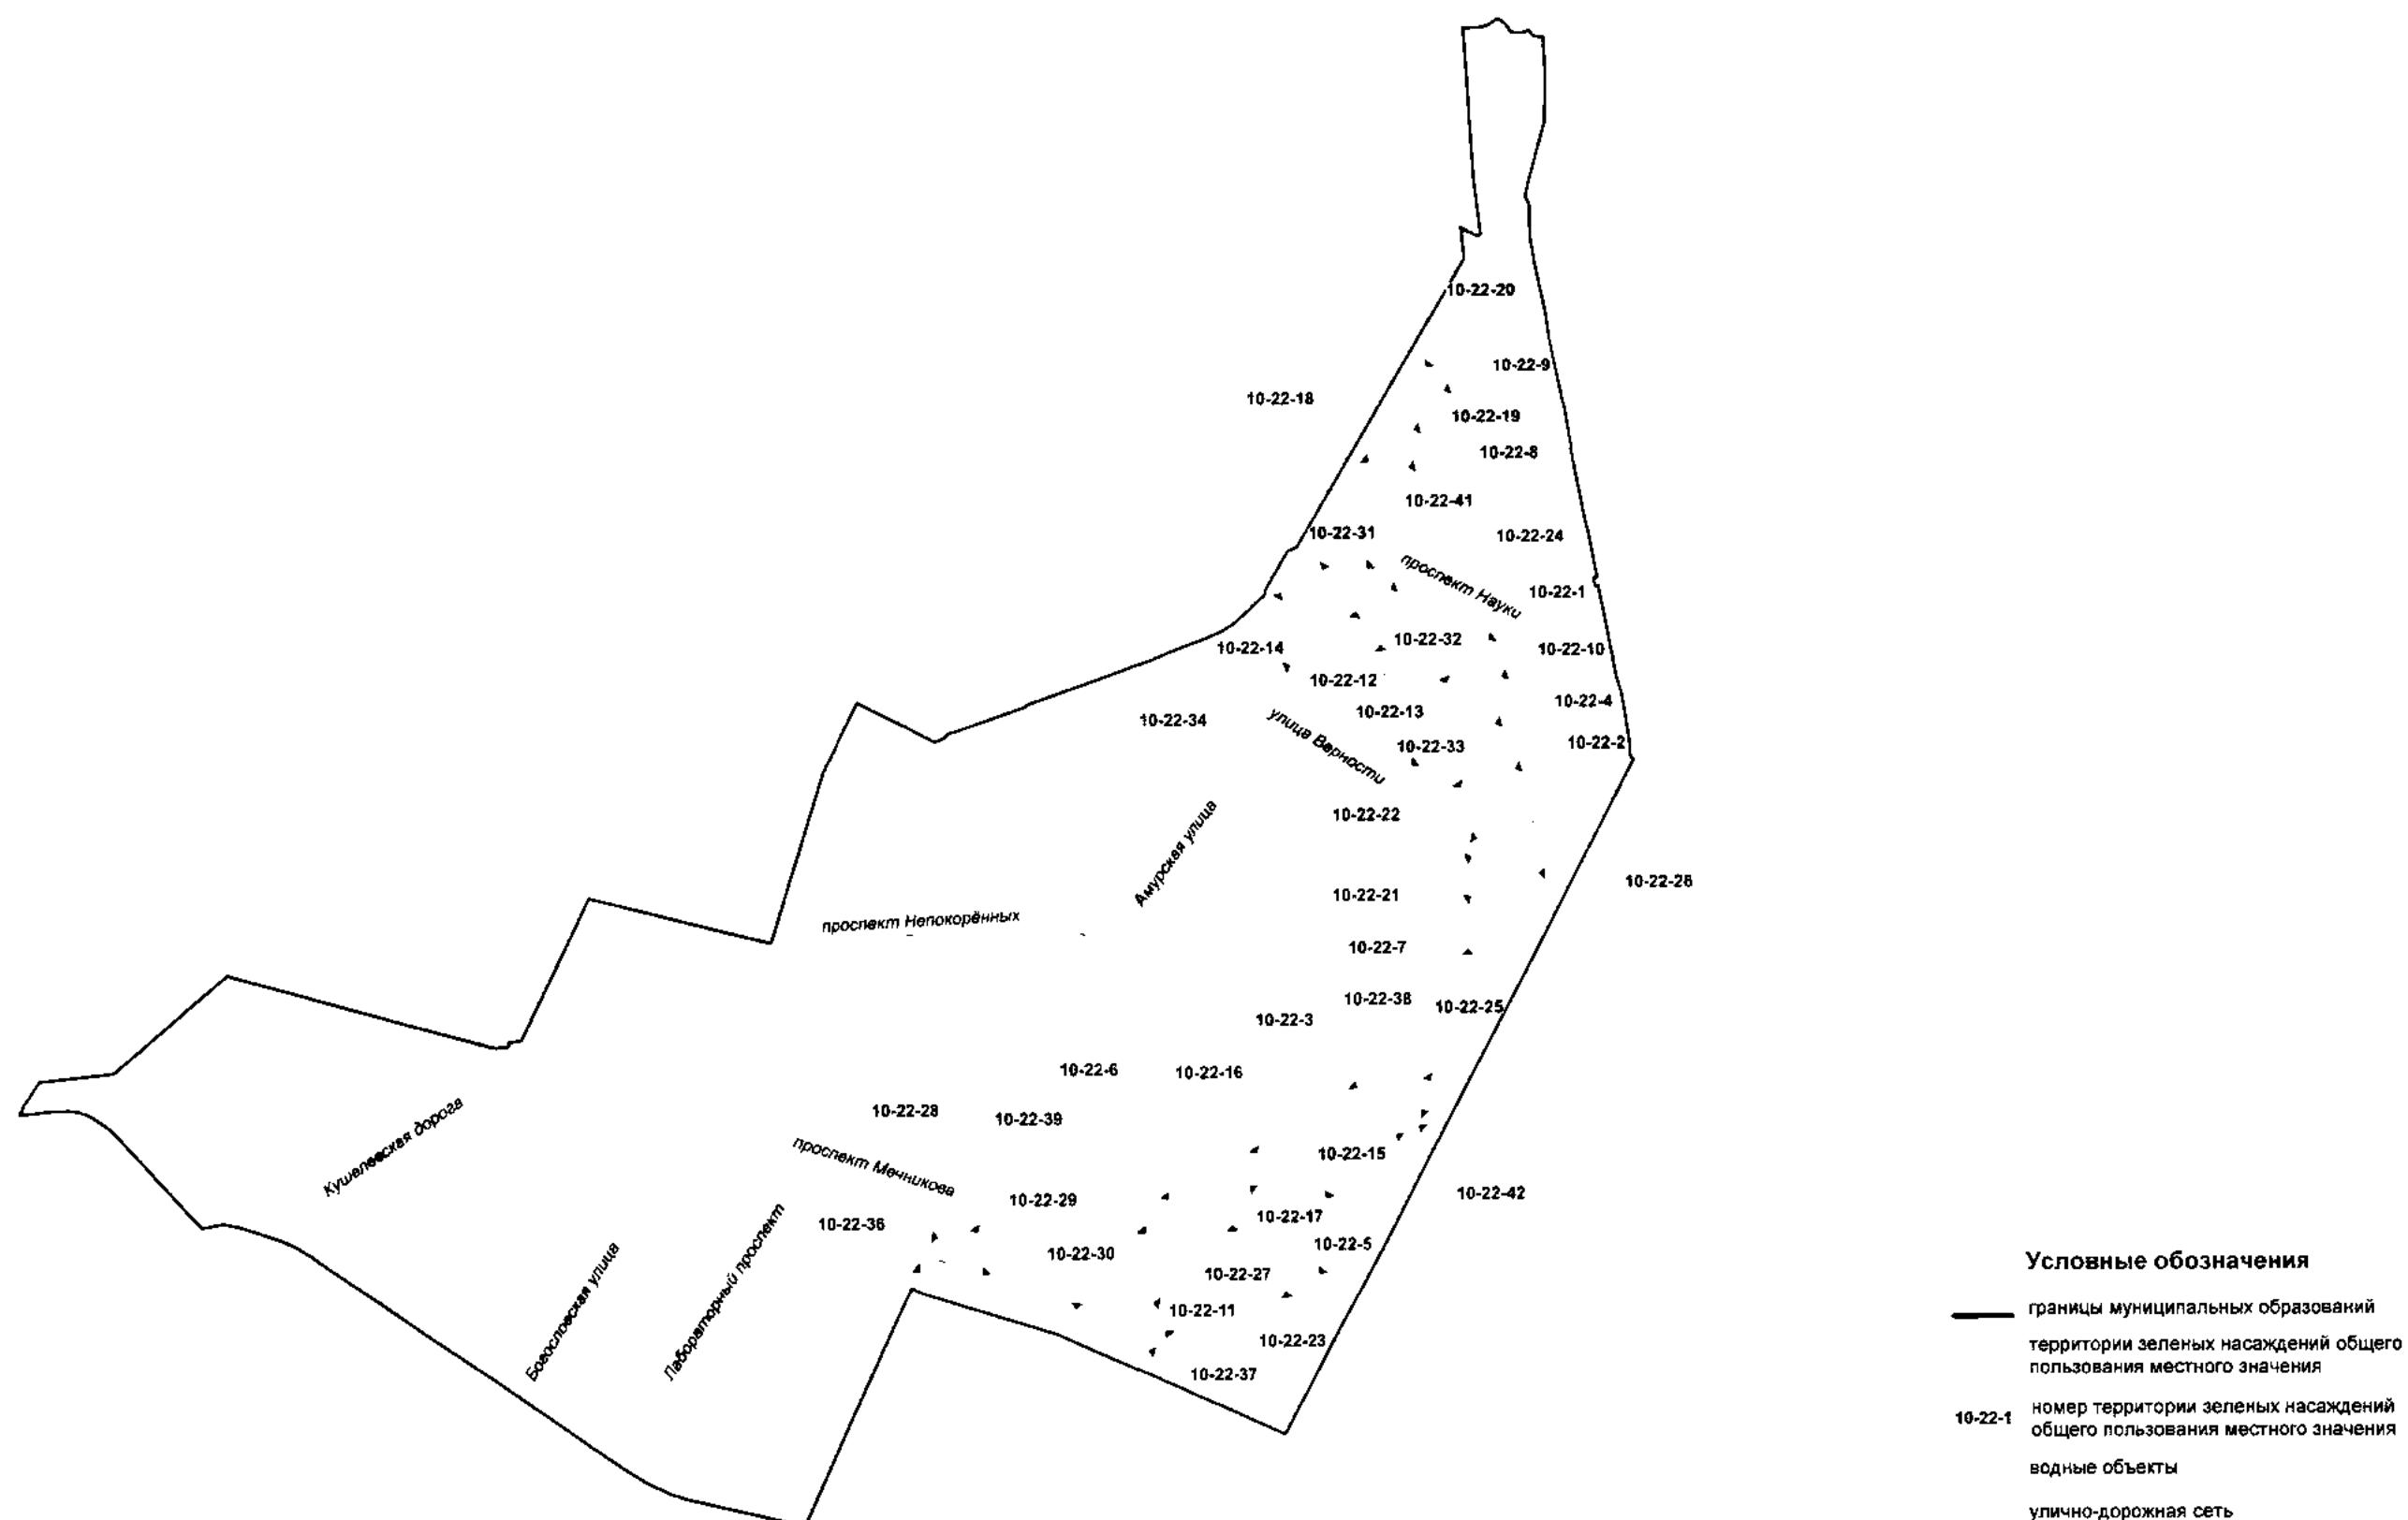 10-22-20
10-22-9
10-22-18
10-22-19
10-22-8
10-22-41
10-22-31
10-22-24
проспект Науки
10-22-1
10-22-32
10-22-14
10-22-10
10-22-12
10-22-4
10-22-13
10-22-34
улица Верности
10-22-33
10-22-2
10-22-22
Амурская улица
10-22-26
10-22-21
проспект Непокорённых
10-22-7
10-22-38
10-22-25
10-22-3
10-22-6
10-22-16
10-22-28
10-22-39
Кушелевская дорога
проспект Мечникова
10-22-15
10-22-42
10-22-29
10-22-17
10-22-36
10-22-5
10-22-30
Лабораторный проспект
Богословская улица
10-22-27
10-22-11
10-22-23
10-22-37
Условные обозначения
границы муниципальных образований
территории зеленых насаждений общего
пользования местного значения
10-22-1 номер территории зеленых насаждений
общего пользования местного значения
водные объекты
улично-дорожная сеть